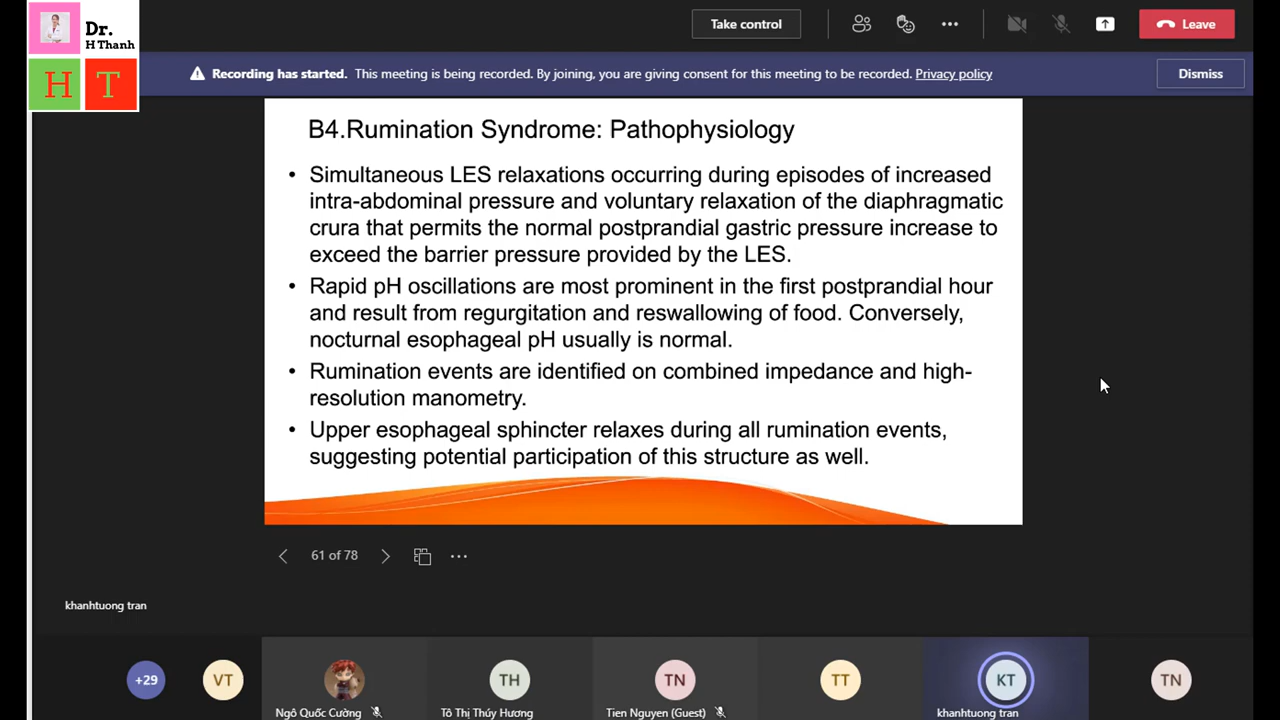 Dr.
H Thanh
H T
Take control
Leave
Recording has started. This meeting is being recorded. By joining, you are giving consent for this meeting to be recorded. Privacy policy
Dismiss
B4.Rumination Syndrome: Pathophysiology
• Simultaneous LES relaxations occurring during episodes of increased
intra-abdominal pressure and voluntary relaxation of the diaphragmatic
crura that permits the normal postprandial gastric pressure increase to
exceed the barrier pressure provided by the LES.
• Rapid pH oscillations are most prominent in the first postprandial hour
and result from regurgitation and reswallowing of food. Conversely,
nocturnal esophageal pH usually is normal.
• Rumination events are identified on combined impedance and high-
resolution manometry.
• Upper esophageal sphincter relaxes during all rumination events,
suggesting potential participation of this structure as well.
61 of 78
khanhtuong tran
+29
VT
TH
TN
TT
KT
TN
Ngô Quốc Cường
Tô Thị Thúy Hương
Tien Nguyen (Guest)
khanhtuong tran